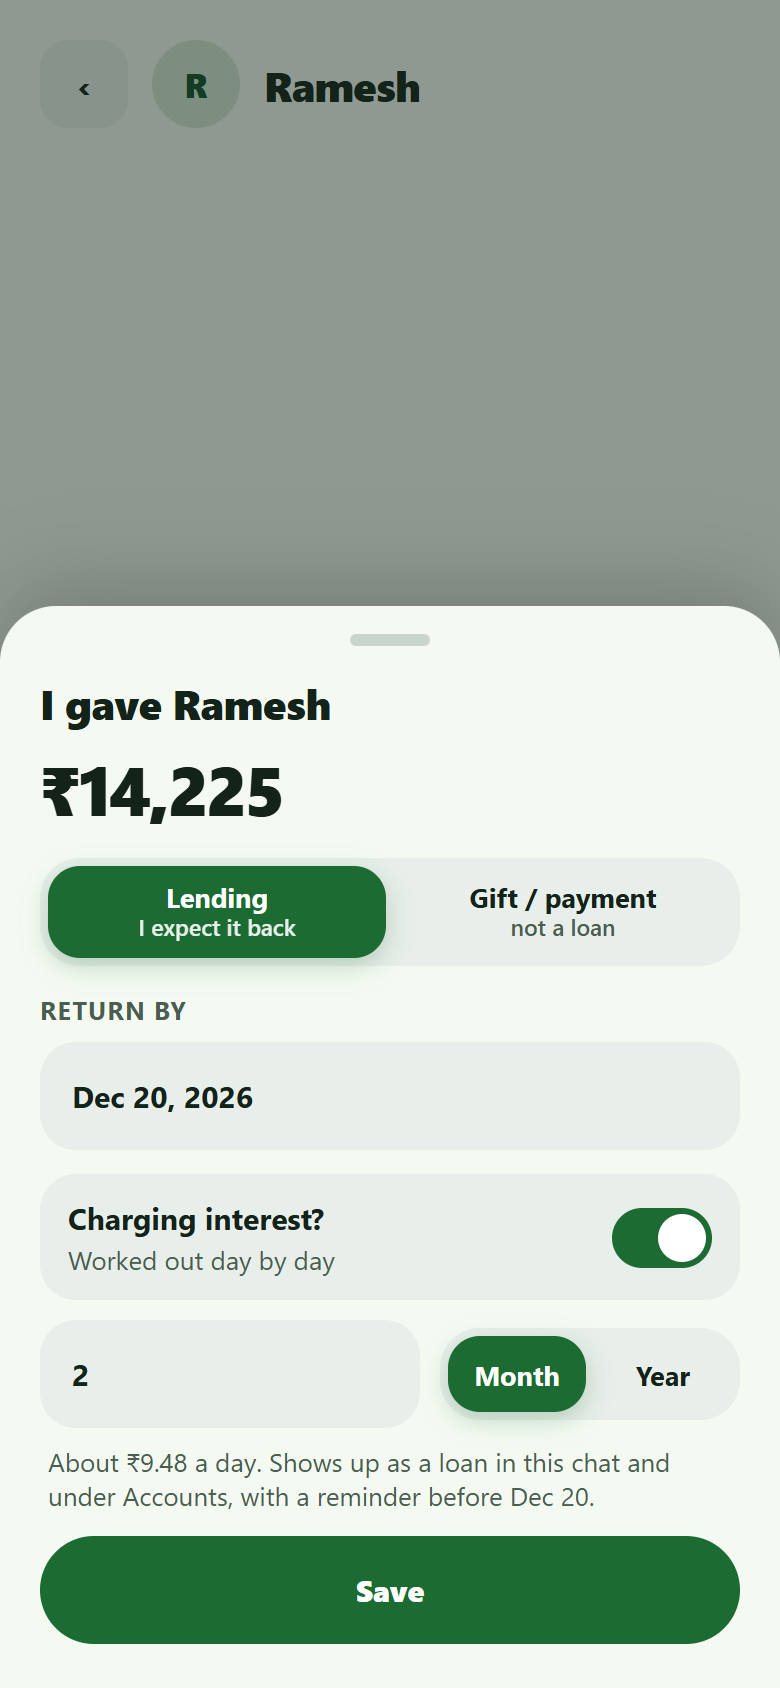 ‹
R
Ramesh
I gave Ramesh
₹14,225
Lending
I expect it back
Gift / payment
not a loan
RETURN BY
Dec 20, 2026
Charging interest?
Worked out day by day
2
Month
Year
About ₹9.48 a day. Shows up as a loan in this chat and
under Accounts, with a reminder before Dec 20.
Save